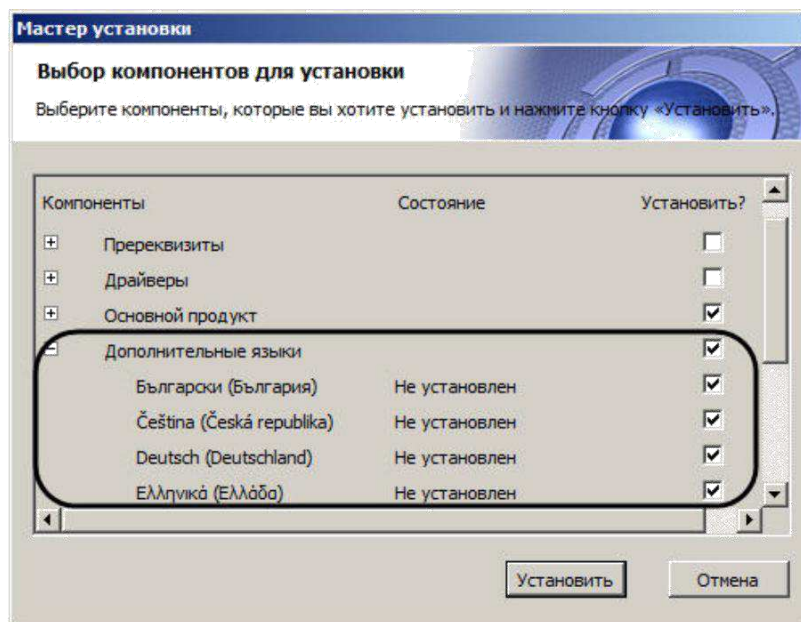 Мастер установки
Выбор компонентов для установки
Выберите компоненты, которые вы хотите установить и нажмите кнопку «Установить».
Компоненты Состояние Установить?
Пререквизиты
Драйверы
Основной продукт
Дополнительные языки
Български (България) Не установлен
Čeština (Česká republika) Не установлен
Deutsch (Deutschland) Не установлен
Ελληνικά (Ελλάδα) Не установлен
Установить Отмена